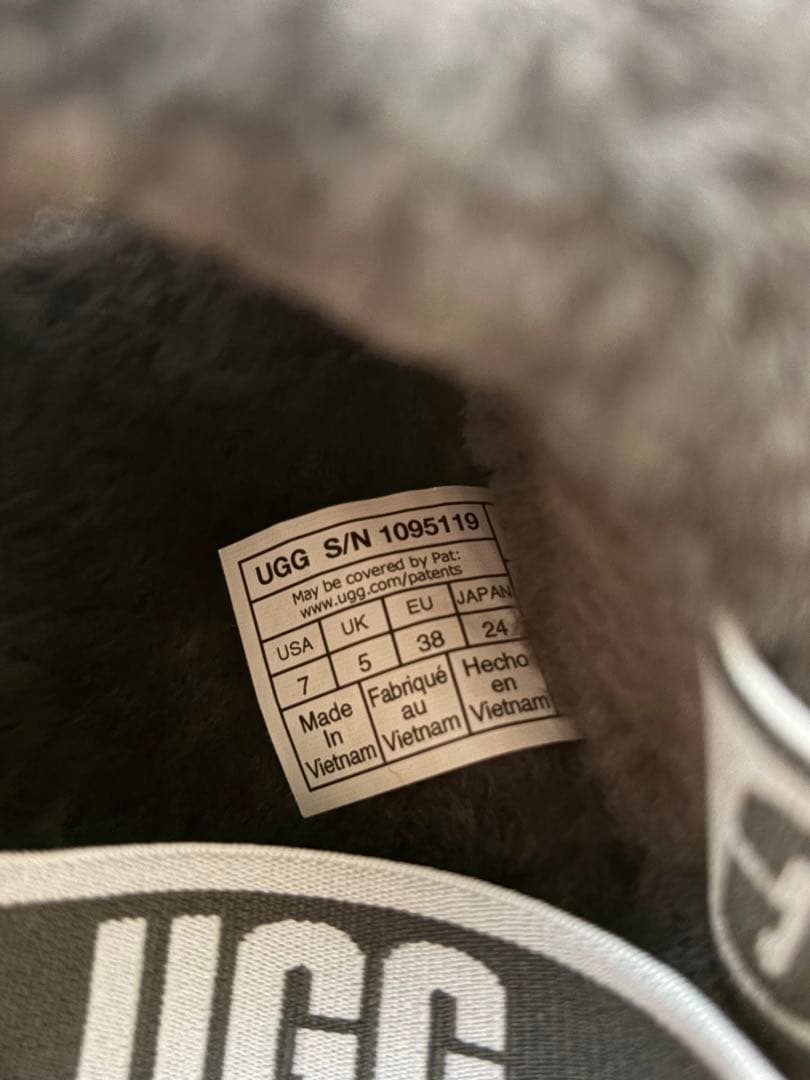 UGG S/N 1095119
May be covered by Pat:
www.ugg.com/patents
USA UK EU JAPAN
7 5 38 24
Made In Vietnam
Fabriqué au Vietnam
Hecho en Vietnam
UGG